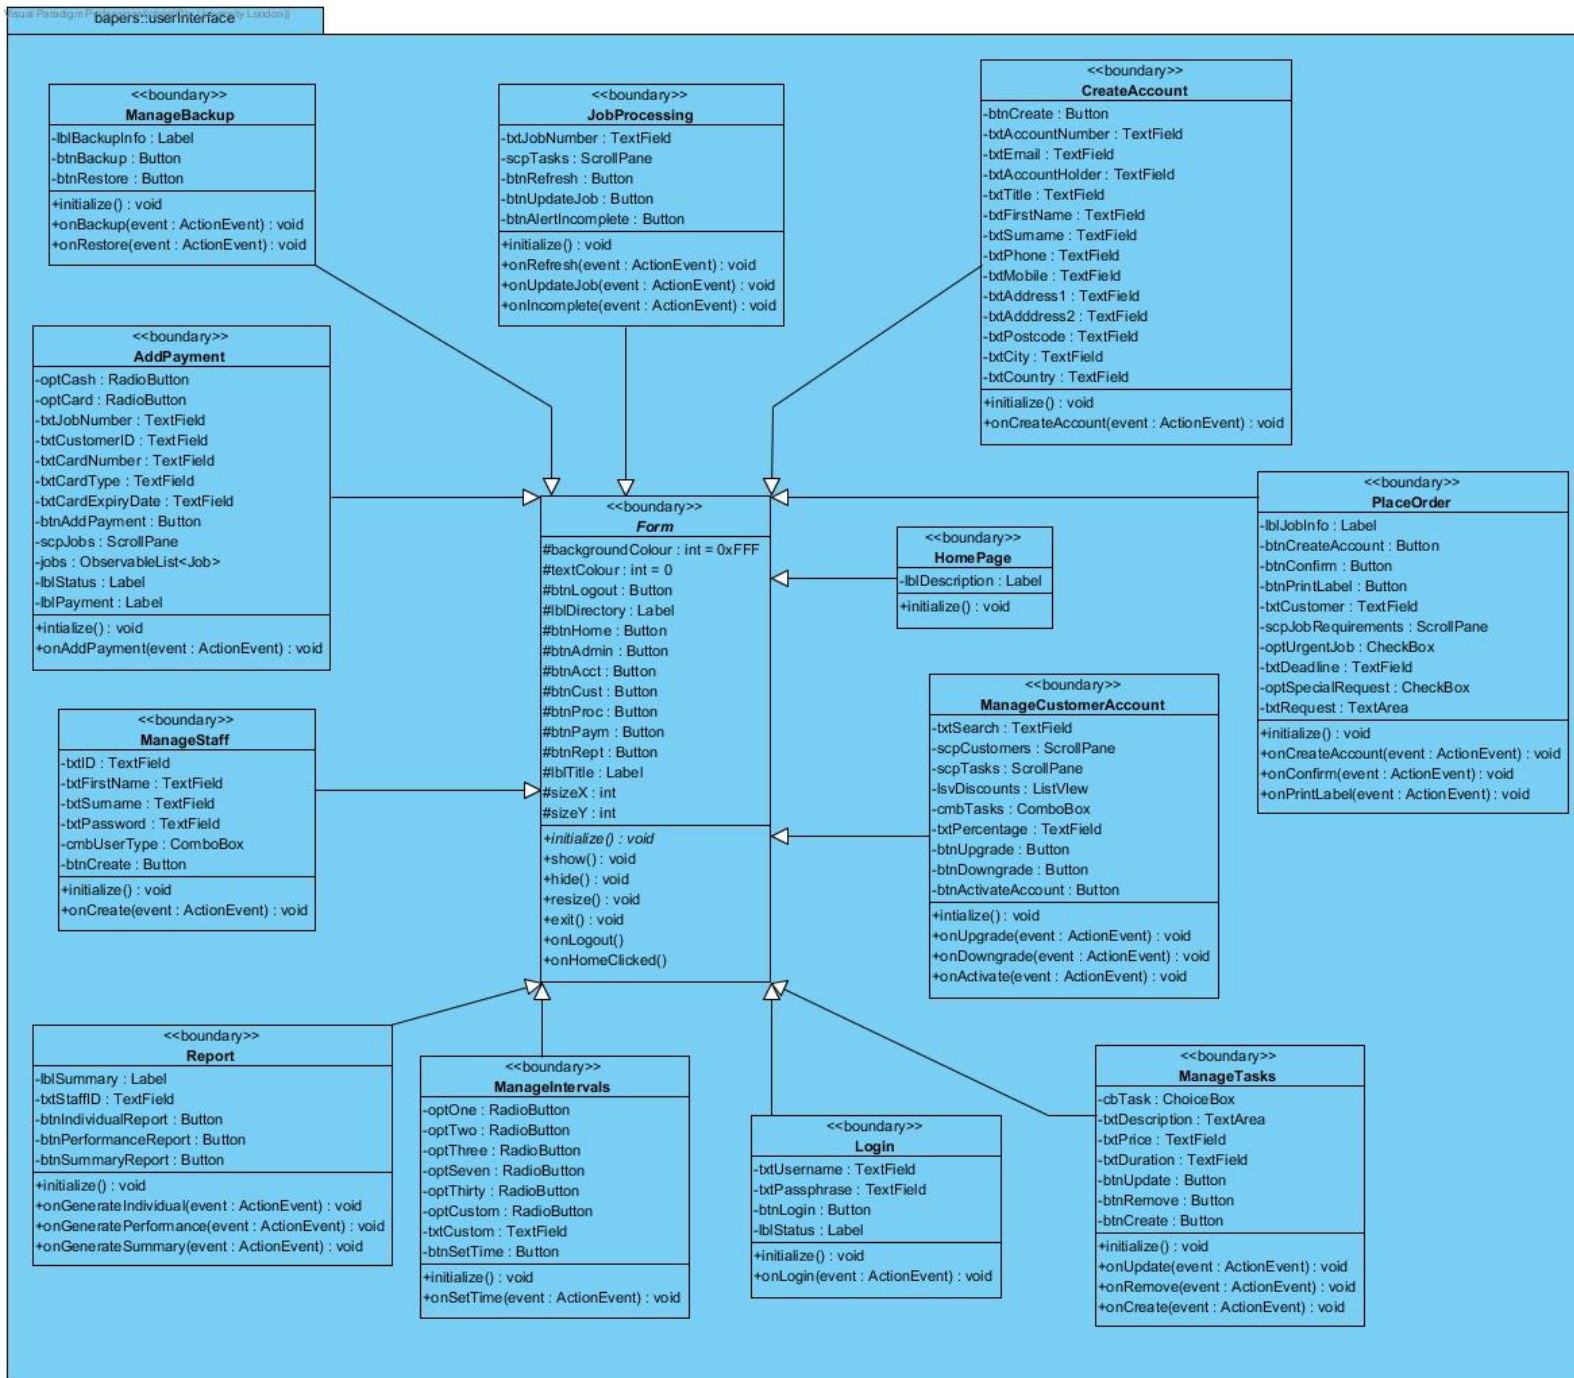 bapers::userInterface
<<boundary>>
ManageBackup
-lblBackupInfo : Label
-btnBackup : Button
-btnRestore : Button
+initialize() : void
+onBackup(event : ActionEvent) : void
+onRestore(event : ActionEvent) : void
<<boundary>>
JobProcessing
-txtJobNumber : TextField
-scpTasks : ScrollPane
-btnRefresh : Button
-btnUpdateJob : Button
-btnAlertIncomplete : Button
+initialize() : void
+onRefresh(event : ActionEvent) : void
+onUpdateJob(event : ActionEvent) : void
+onIncomplete(event : ActionEvent) : void
<<boundary>>
CreateAccount
-btnCreate : Button
-txtAccountNumber : TextField
-txtEmail : TextField
-txtAccountHolder : TextField
-txtTitle : TextField
-txtFirstName : TextField
-txtSurname : TextField
-txtPhone : TextField
-txtMobile : TextField
-txtAddress1 : TextField
-txtAdddress2 : TextField
-txtPostcode : TextField
-txtCity : TextField
-txtCountry : TextField
+initialize() : void
+onCreateAccount(event : ActionEvent) : void
<<boundary>>
AddPayment
-optCash : RadioButton
-optCard : RadioButton
-txtJobNumber : TextField
-txtCustomerID : TextField
-txtCardNumber : TextField
-txtCardType : TextField
-txtCardExpiryDate : TextField
-btnAddPayment : Button
-scpJobs : ScrollPane
-jobs : ObservableList<Job>
-lblStatus : Label
-lblPayment : Label
+intialize() : void
+onAddPayment(event : ActionEvent) : void
<<boundary>>
Form
#backgroundColour : int = 0xFFF
#textColour : int = 0
#btnLogout : Button
#lblDirectory : Label
#btnHome : Button
#btnAdmin : Button
#btnAcct : Button
#btnCust : Button
#btnProc : Button
#btnPaym : Button
#btnRept : Button
#lblTitle : Label
#sizeX : int
#sizeY : int
+initialize() : void
+show() : void
+hide() : void
+resize() : void
+exit() : void
+onLogout()
+onHomeClicked()
<<boundary>>
HomePage
-lblDescription : Label
+initialize() : void
<<boundary>>
PlaceOrder
-lblJobInfo : Label
-btnCreateAccount : Button
-btnConfirm : Button
-btnPrintLabel : Button
-txtCustomer : TextField
-scpJobRequirements : ScrollPane
-optUrgentJob : CheckBox
-txtDeadline : TextField
-optSpecialRequest : CheckBox
-txtRequest : TextArea
+initialize() : void
+onCreateAccount(event : ActionEvent) : void
+onConfirm(event : ActionEvent) : void
+onPrintLabel(event : ActionEvent) : void
<<boundary>>
ManageStaff
-txtID : TextField
-txtFirstName : TextField
-txtSurname : TextField
-txtPassword : TextField
-cmbUserType : ComboBox
-btnCreate : Button
+initialize() : void
+onCreate(event : ActionEvent) : void
<<boundary>>
ManageCustomerAccount
-txtSearch : TextField
-scpCustomers : ScrollPane
-scpTasks : ScrollPane
-lsvDiscounts : ListVIew
-cmbTasks : ComboBox
-txtPercentage : TextField
-btnUpgrade : Button
-btnDowngrade : Button
-btnActivateAccount : Button
+intialize() : void
+onUpgrade(event : ActionEvent) : void
+onDowngrade(event : ActionEvent) : void
+onActivate(event : ActionEvent) : void
<<boundary>>
Report
-lblSummary : Label
-txtStaffID : TextField
-btnIndividualReport : Button
-btnPerformanceReport : Button
-btnSummaryReport : Button
+initialize() : void
+onGenerateIndividual(event : ActionEvent) : void
+onGeneratePerformance(event : ActionEvent) : void
+onGenerateSummary(event : ActionEvent) : void
<<boundary>>
ManageIntervals
-optOne : RadioButton
-optTwo : RadioButton
-optThree : RadioButton
-optSeven : RadioButton
-optThirty : RadioButton
-optCustom : RadioButton
-txtCustom : TextField
-btnSetTime : Button
+initialize() : void
+onSetTime(event : ActionEvent) : void
<<boundary>>
Login
-txtUsername : TextField
-txtPassphrase : TextField
-btnLogin : Button
-lblStatus : Label
+initialize() : void
+onLogin(event : ActionEvent) : void
<<boundary>>
ManageTasks
-cbTask : ChoiceBox
-txtDescription : TextArea
-txtPrice : TextField
-txtDuration : TextField
-btnUpdate : Button
-btnRemove : Button
-btnCreate : Button
+initialize() : void
+onUpdate(event : ActionEvent) : void
+onRemove(event : ActionEvent) : void
+onCreate(event : ActionEvent) : void